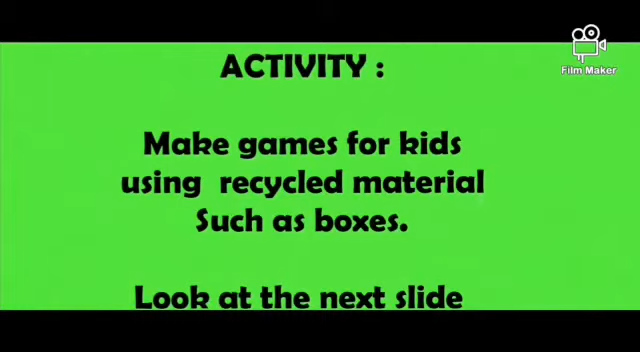 Film Maker
ACTIVITY :
Make games for kids
using recycled material
Such as boxes.
Look at the next slide